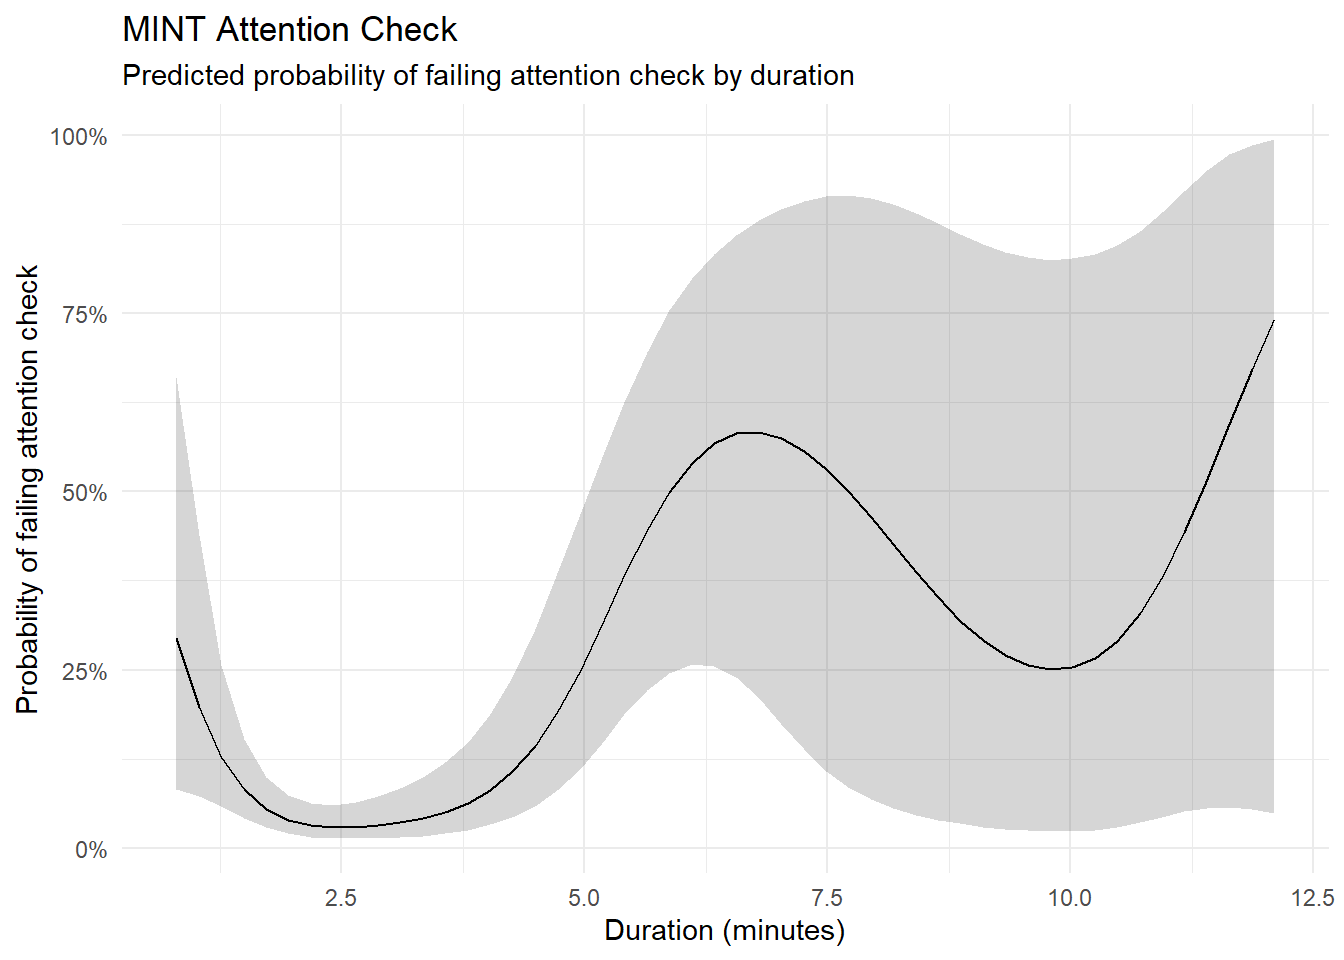 MINT Attention Check
Predicted probability of failing attention check by duration
Probability of failing attention check
100%
75%
50%
25%
0%
2.5
5.0
7.5
10.0
12.5
Duration (minutes)